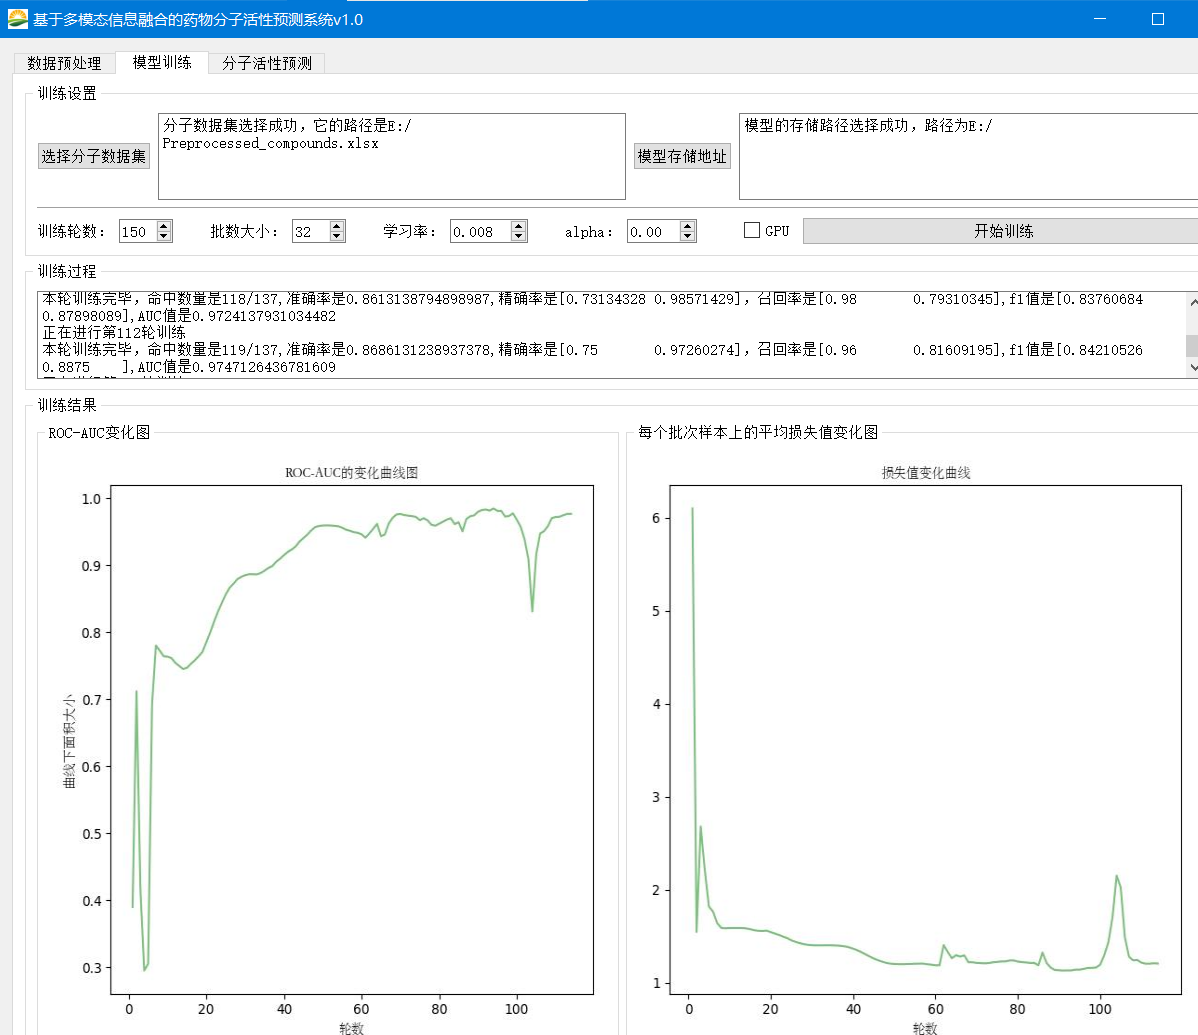 基于多模态信息融合的药物分子活性预测系统v1.0
数据预处理 模型训练 分子活性预测
训练设置
选择分子数据集
分子数据集选择成功，它的路径是E:/
Preprocessed_compounds.xlsx
模型存储地址
模型的存储路径选择成功，路径为E:/
训练轮数： 150 批数大小： 32 学习率： 0.008 alpha： 0.00 GPU 开始训练
训练过程
本轮训练完毕，命中数量是118/137,准确率是0.8613138794898987,精确率是[0.73134328 0.98571429]，召回率是[0.98 0.79310345],f1值是[0.83760684
0.87898089],AUC值是0.9724137931034482
正在进行第112轮训练
本轮训练完毕，命中数量是119/137,准确率是0.8686131238937378,精确率是[0.75 0.97260274]，召回率是[0.96 0.81609195],f1值是[0.84210526
0.8875 ],AUC值是0.9747126436781609
训练结果
ROC-AUC变化图
ROC-AUC的变化曲线图
曲线下面积大小
1.0
0.9
0.8
0.7
0.6
0.5
0.4
0.3
0 20 40 60 80 100
轮数
每个批次样本上的平均损失值变化图
损失值变化曲线
6
5
4
3
2
1
0 20 40 60 80 100
轮数